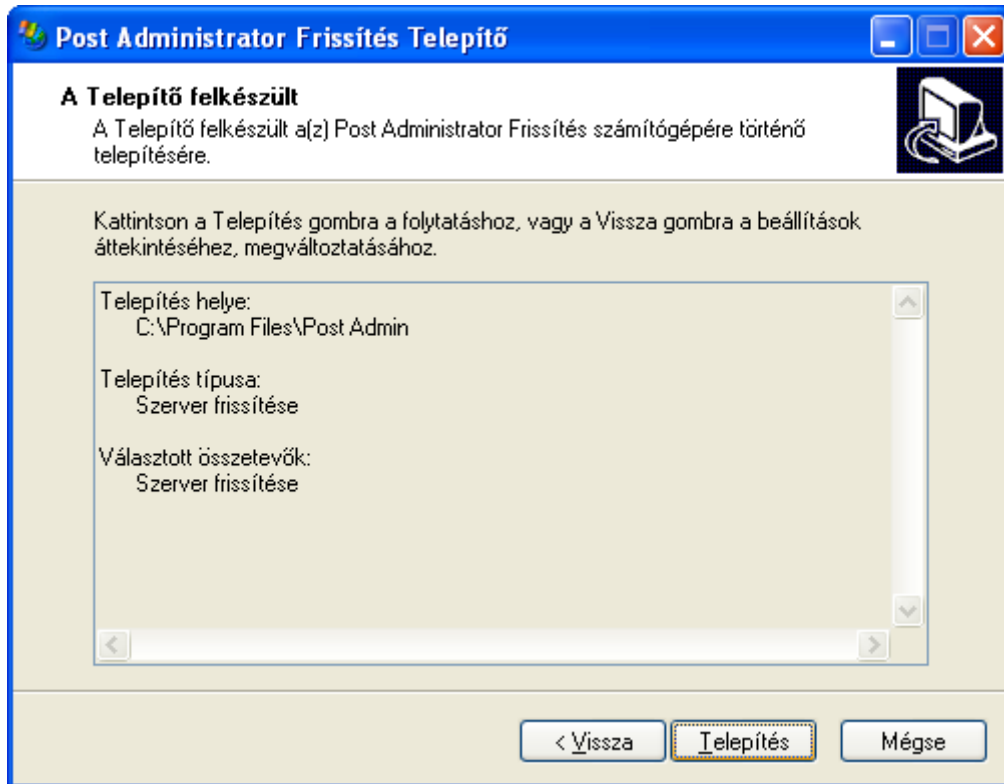 Post Administrator Frissítés Telepítő
A Telepítő felkészült
A Telepítő felkészült a(z) Post Administrator Frissítés számítógépére történő
telepítésére.
Kattintson a Telepítés gombra a folytatáshoz, vagy a Vissza gombra a beállítások
áttekintéséhez, megváltoztatásához.
Telepítés helye:
C:\Program Files\Post Admin
Telepítés típusa:
Szerver frissítése
Választott összetevők:
Szerver frissítése
< Vissza
Telepítés
Mégse